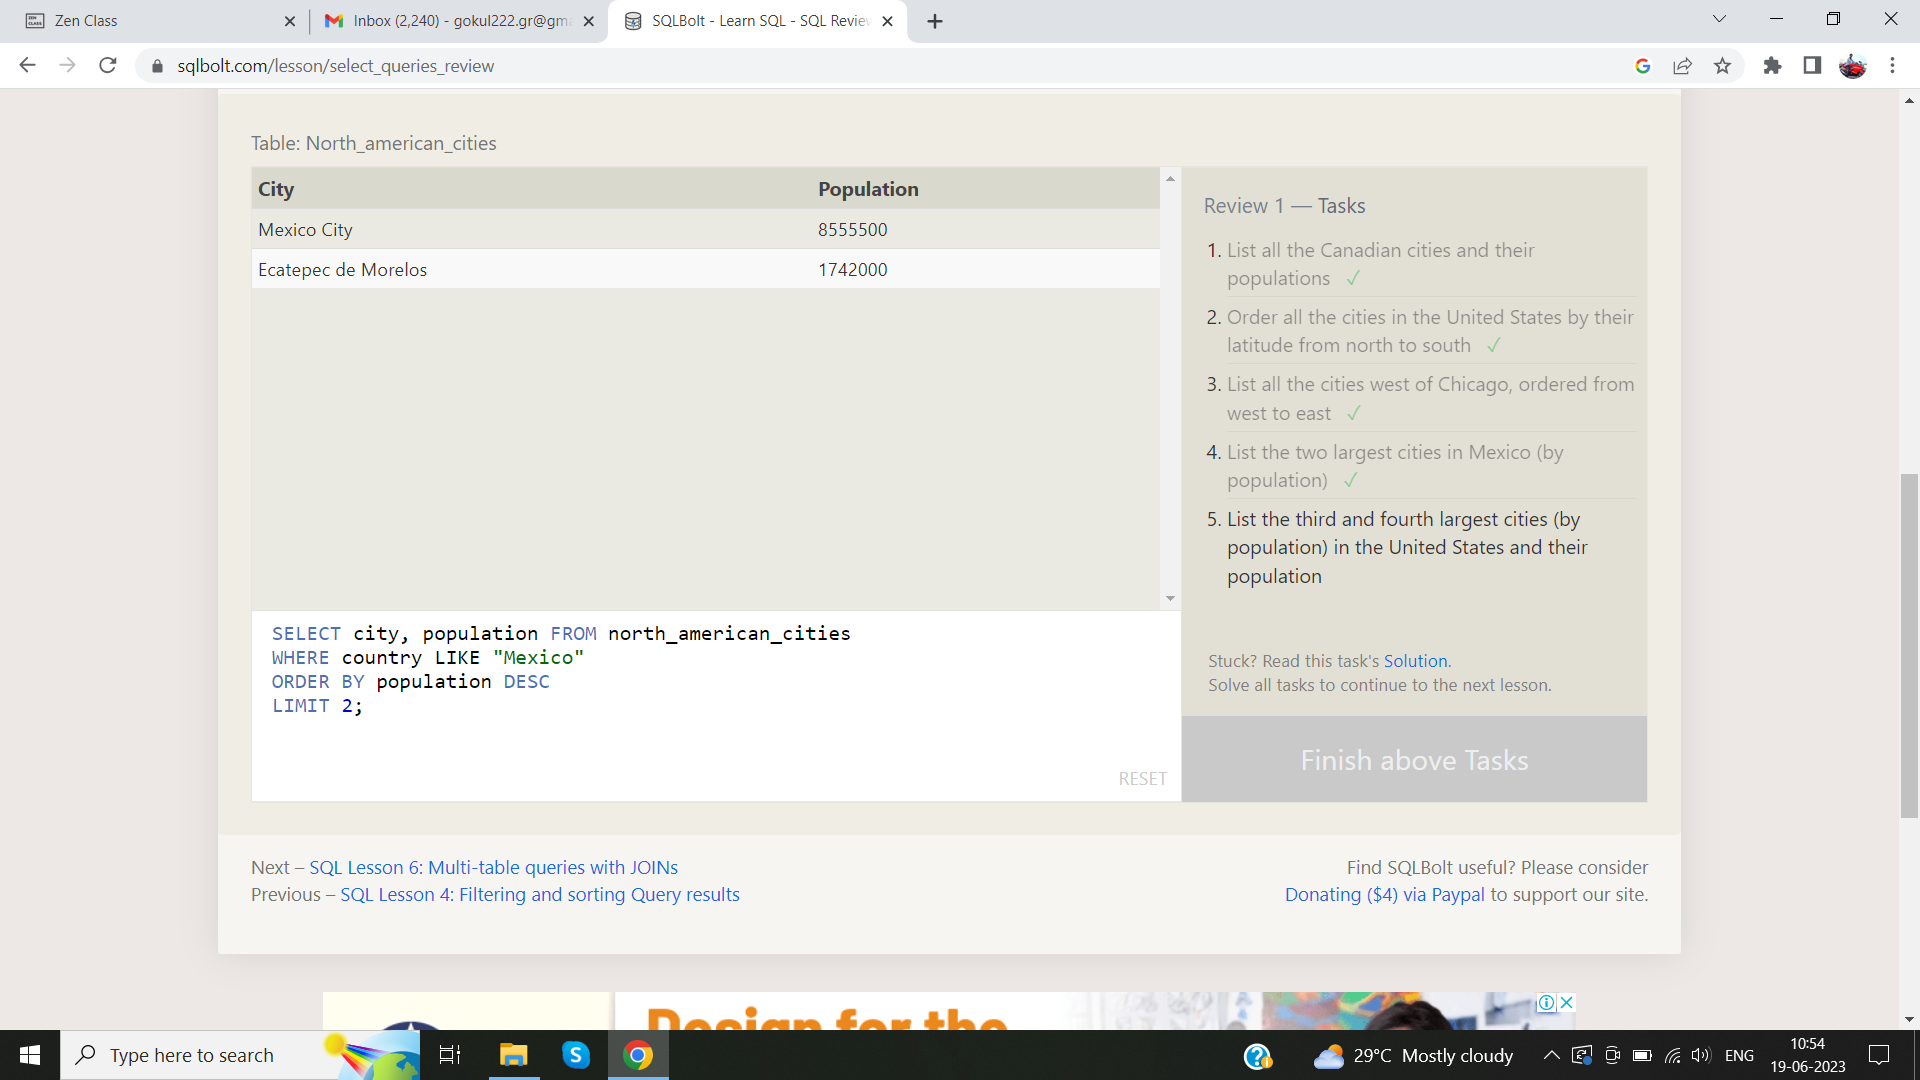 Zen Class
Inbox (2,240) - gokul222.gr@gm
SQLBolt - Learn SQL - SQL Review
sqlbolt.com/lesson/select_queries_review
Table: North_american_cities
City Population
Mexico City 8555500
Ecatepec de Morelos 1742000
SELECT city, population FROM north_american_cities
WHERE country LIKE "Mexico"
ORDER BY population DESC
LIMIT 2;
RESET
Review 1 — Tasks
1. List all the Canadian cities and their
populations ✓
2. Order all the cities in the United States by their
latitude from north to south ✓
3. List all the cities west of Chicago, ordered from
west to east ✓
4. List the two largest cities in Mexico (by
population) ✓
5. List the third and fourth largest cities (by
population) in the United States and their
population
Stuck? Read this task's Solution.
Solve all tasks to continue to the next lesson.
Finish above Tasks
Next – SQL Lesson 6: Multi-table queries with JOINs
Previous – SQL Lesson 4: Filtering and sorting Query results
Find SQLBolt useful? Please consider
Donating ($4) via Paypal to support our site.
Design for the
Type here to search
29°C Mostly cloudy
ENG
10:54
19-06-2023